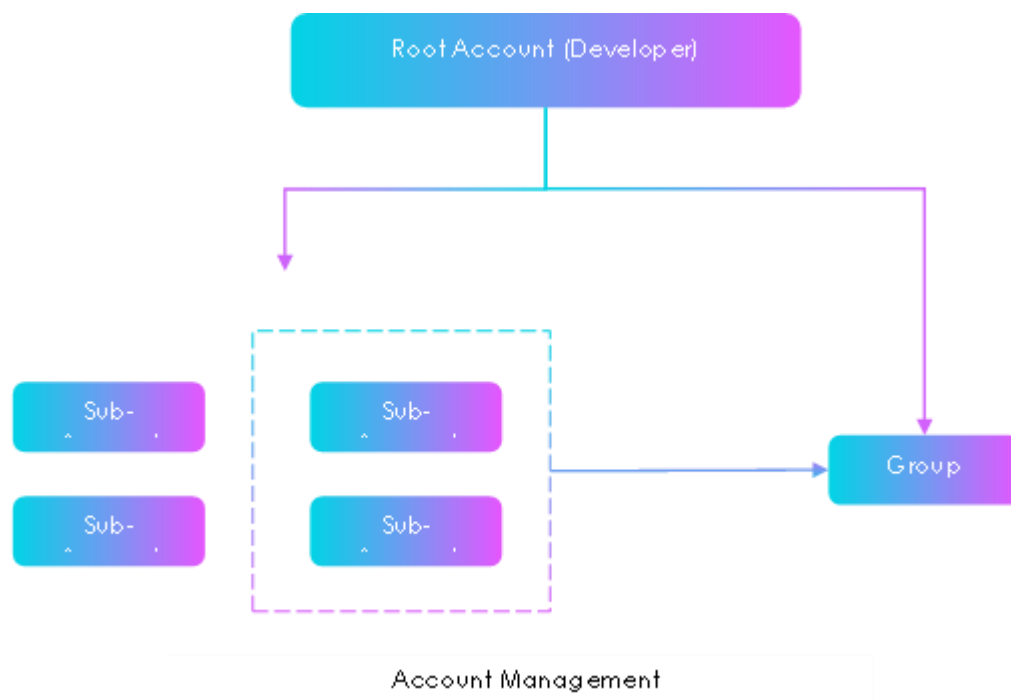 Root Account (Developer)
Sub-
Sub-
Sub-
Sub-
Group
Account Management